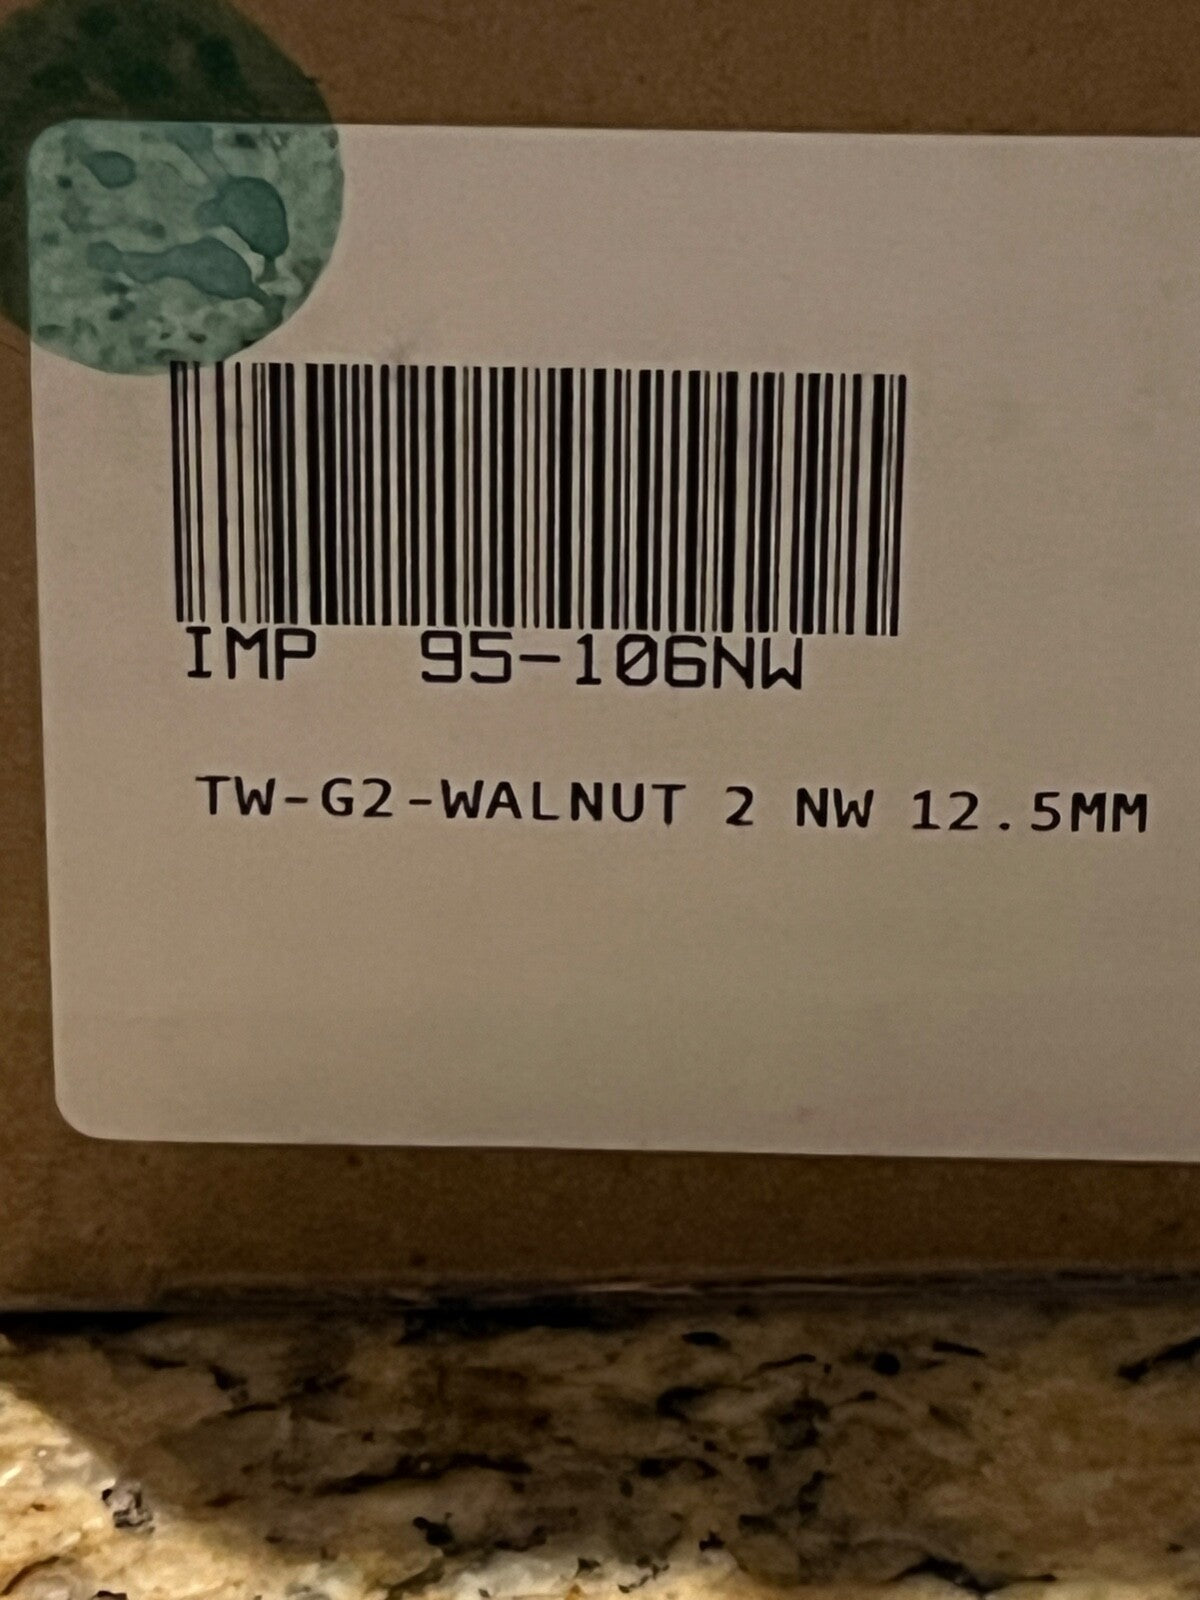 IMP  95-106NW
TW-G2-WALNUT 2 NW 12.5MM